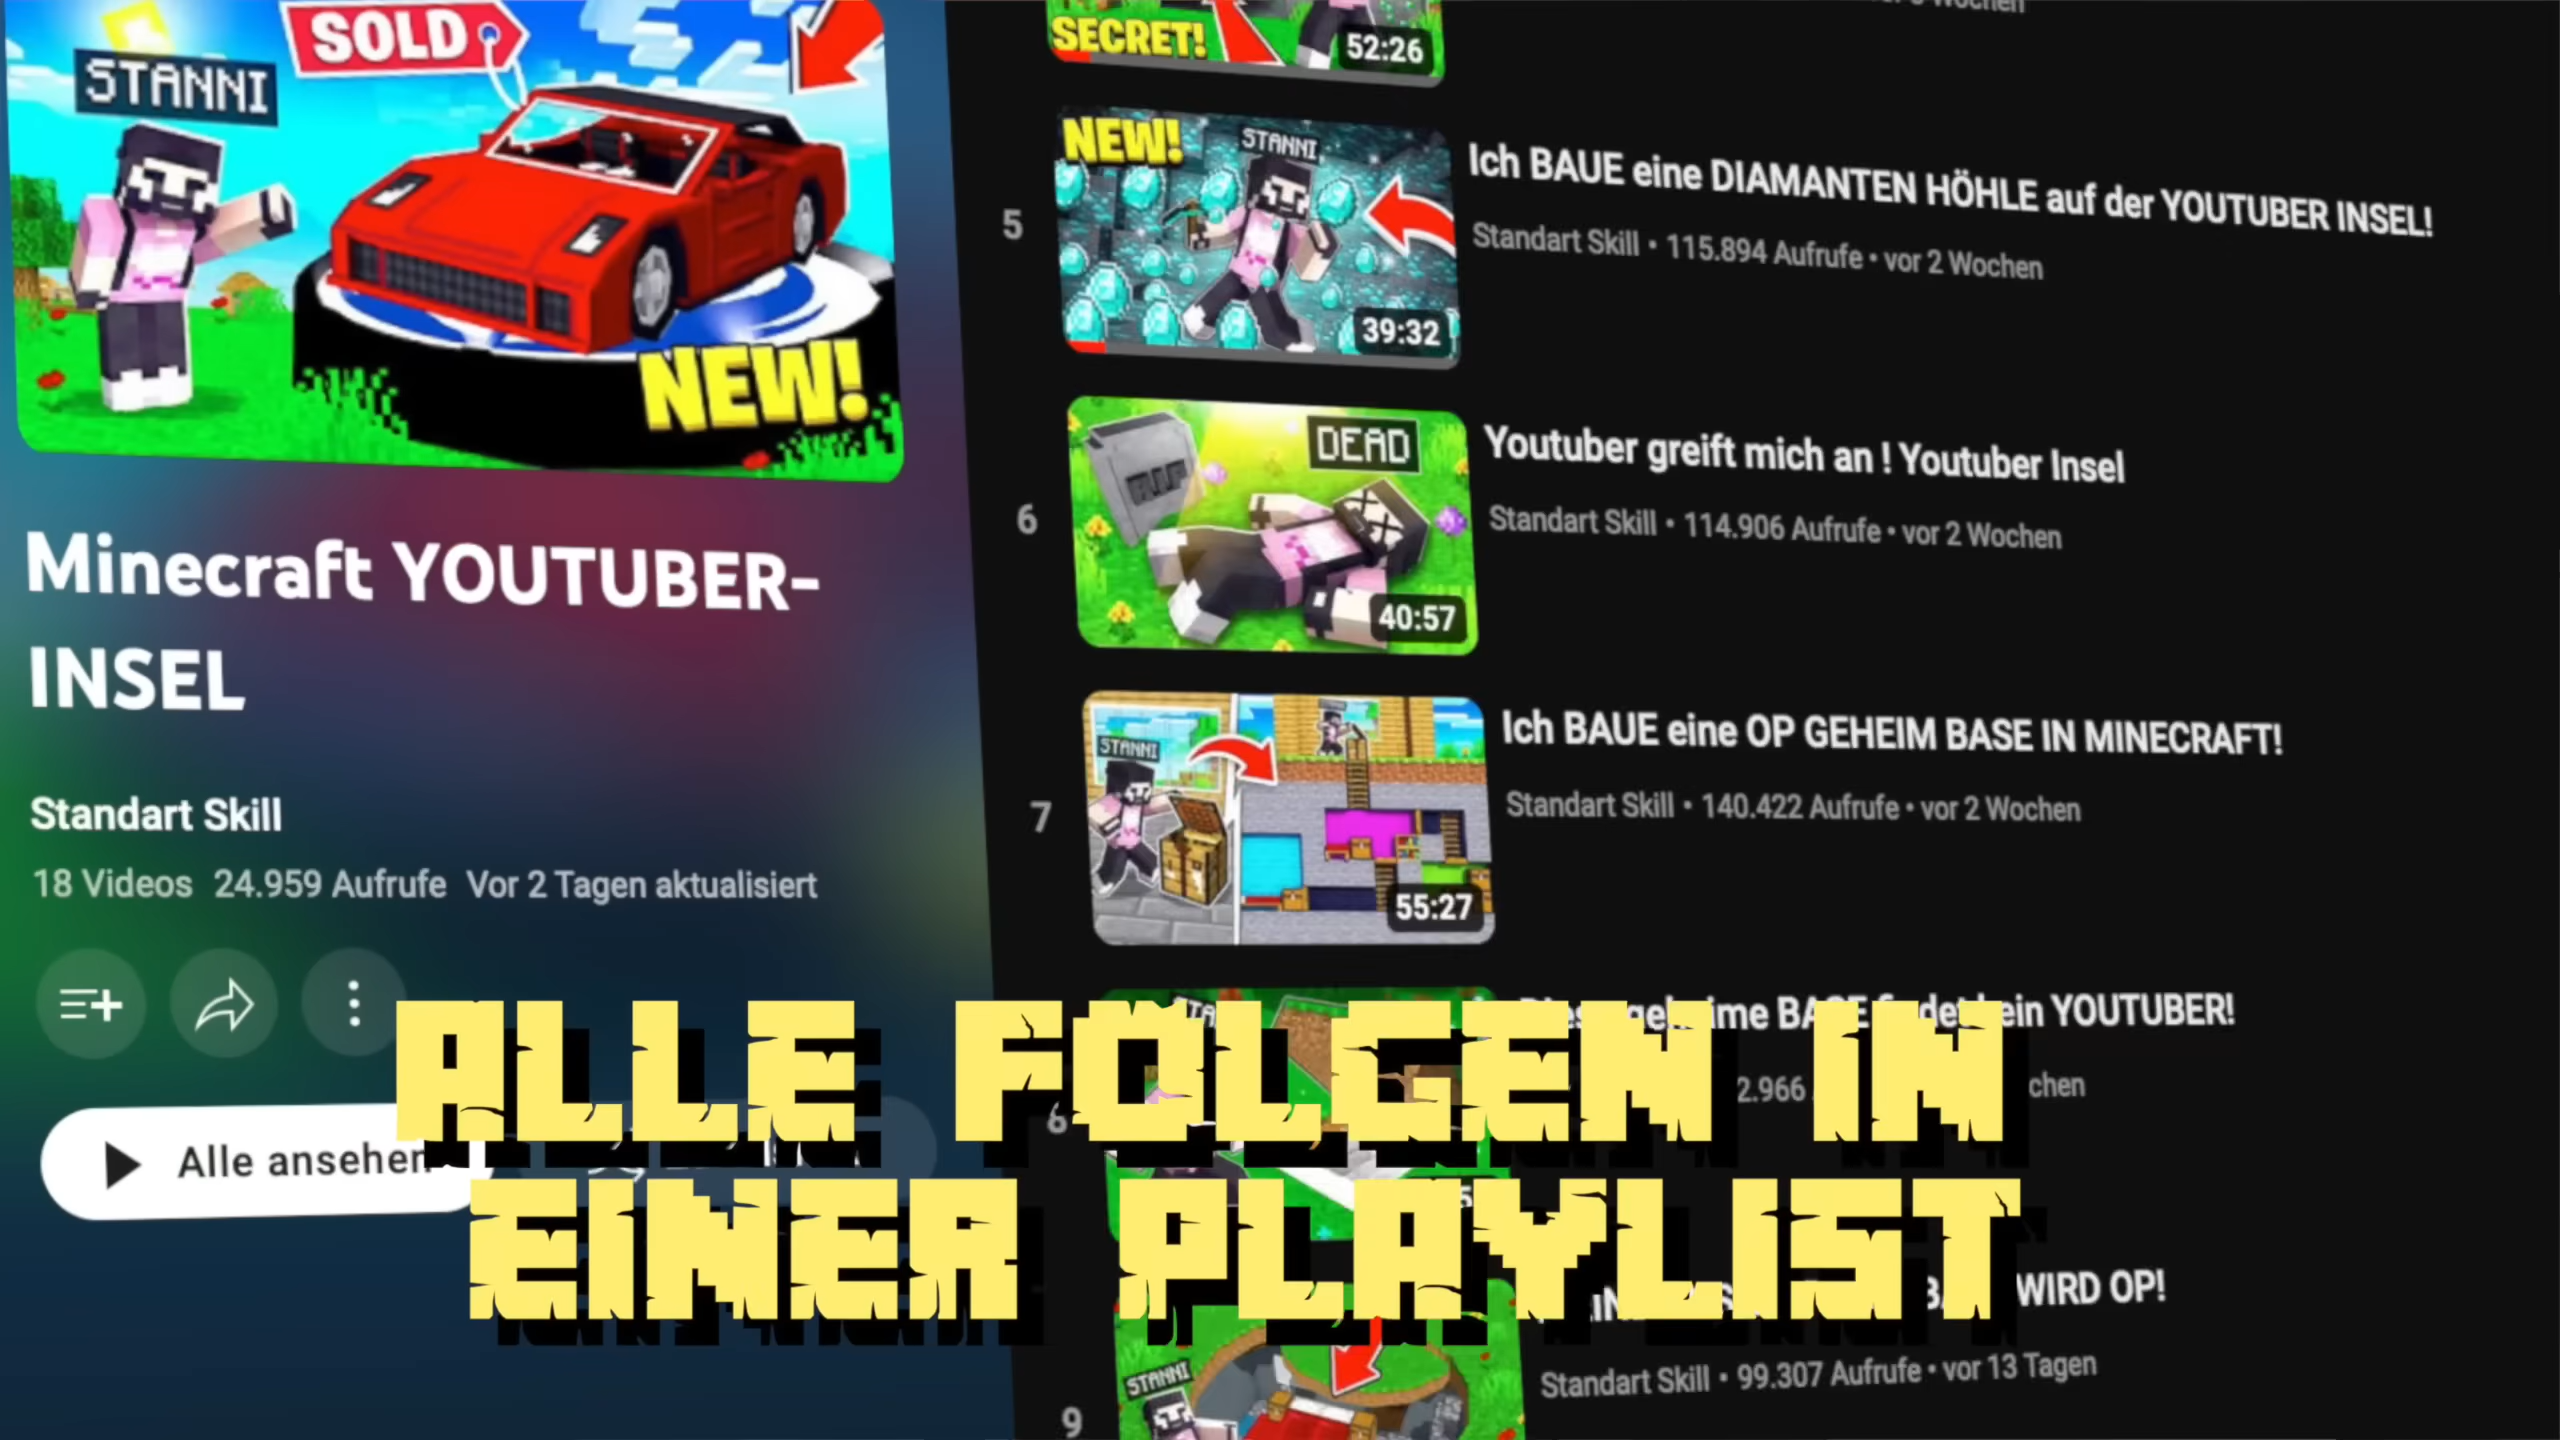 SOLD
STANNI
NEW!
Minecraft YOUTUBER-
INSEL
Standart Skill
18 Videos 24.959 Aufrufe Vor 2 Tagen aktualisiert
Alle ansehen
SECRET!
52:26
5
NEW!
STANNI
39:32
Ich BAUE eine DIAMANTEN HÖHLE auf der YOUTUBER INSEL!
Standart Skill • 115.894 Aufrufe • vor 2 Wochen
6
DEAD
40:57
Youtuber greift mich an ! Youtuber Insel
Standart Skill • 114.906 Aufrufe • vor 2 Wochen
7
STANNI
55:27
Ich BAUE eine OP GEHEIM BASE IN MINECRAFT!
Standart Skill • 140.422 Aufrufe • vor 2 Wochen
YOUTUBER!
ALLE FOLGEN IN
EINER PLAYLIST
WIRD OP!
9
STANNI
Standart Skill • 99.307 Aufrufe • vor 13 Tagen